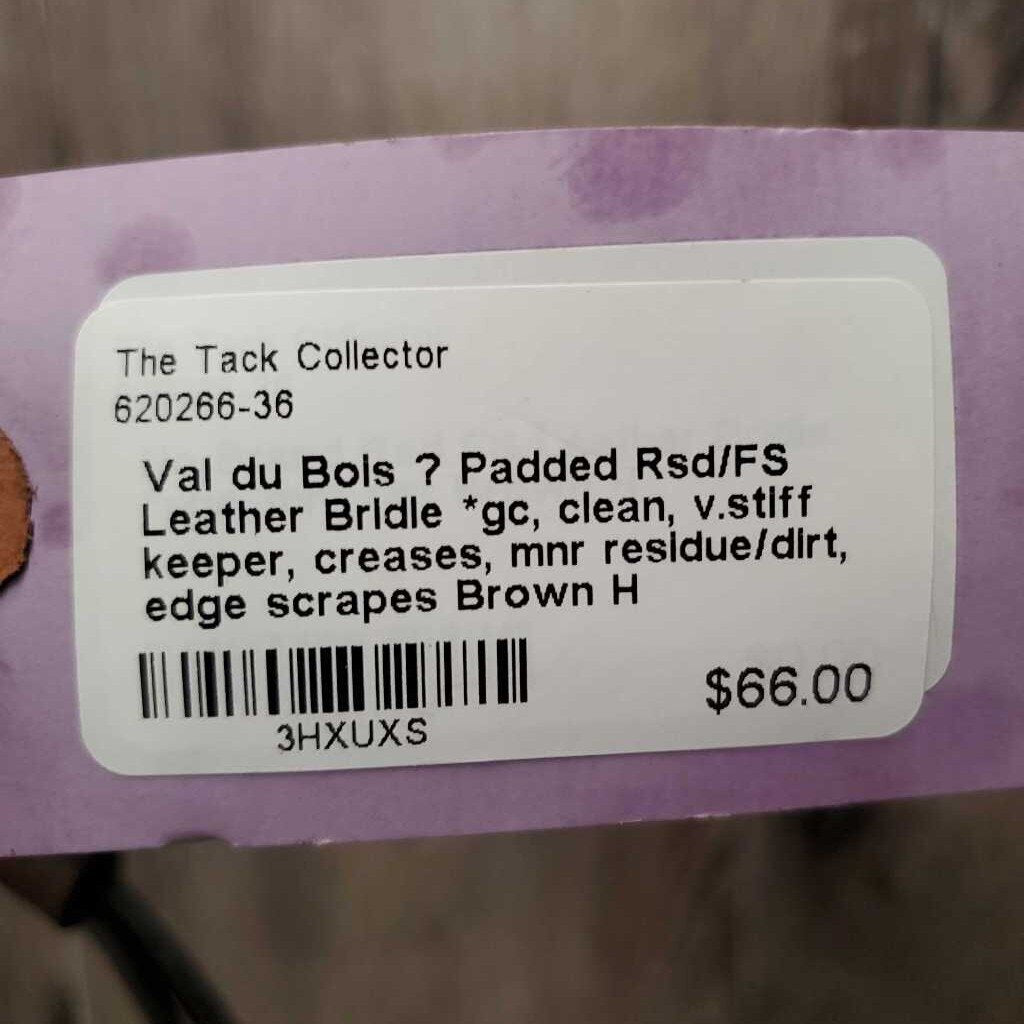 The Tack Collector
620266-36
Val du Bois ? Padded Rsd/FS
Leather Bridle *gc, clean, v.stiff
keeper, creases, mnr residue/dirt,
edge scrapes Brown H
3HXUXS
$66.00